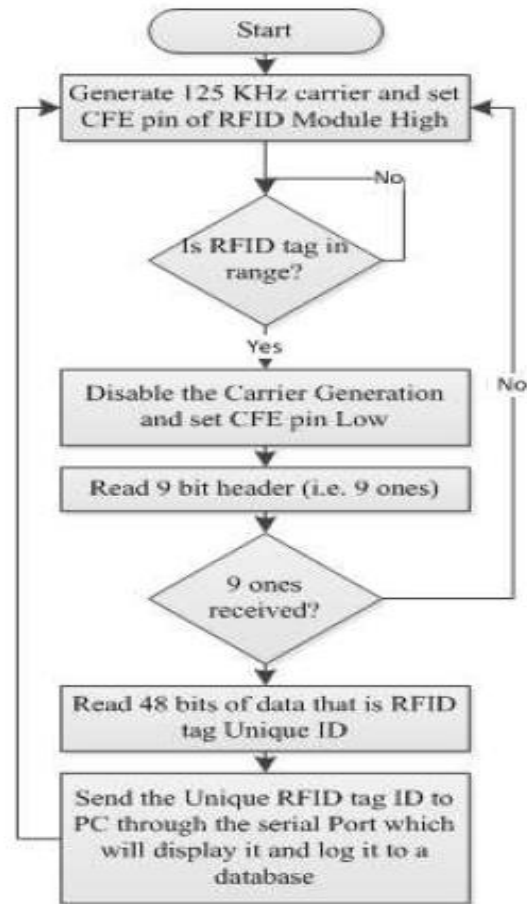 Start
Generate 125 KHz carrier and set
CFE pin of RFID Module High
No
Is RFID tag in
range?
Yes
Disable the Carrier Generation
and set CFE pin Low
No
Read 9 bit header (i.e. 9 ones)
9 ones
received?
Read 48 bits of data that is RFID
tag Unique ID
Send the Unique RFID tag ID to
PC through the serial Port which
will display it and log it to a
database